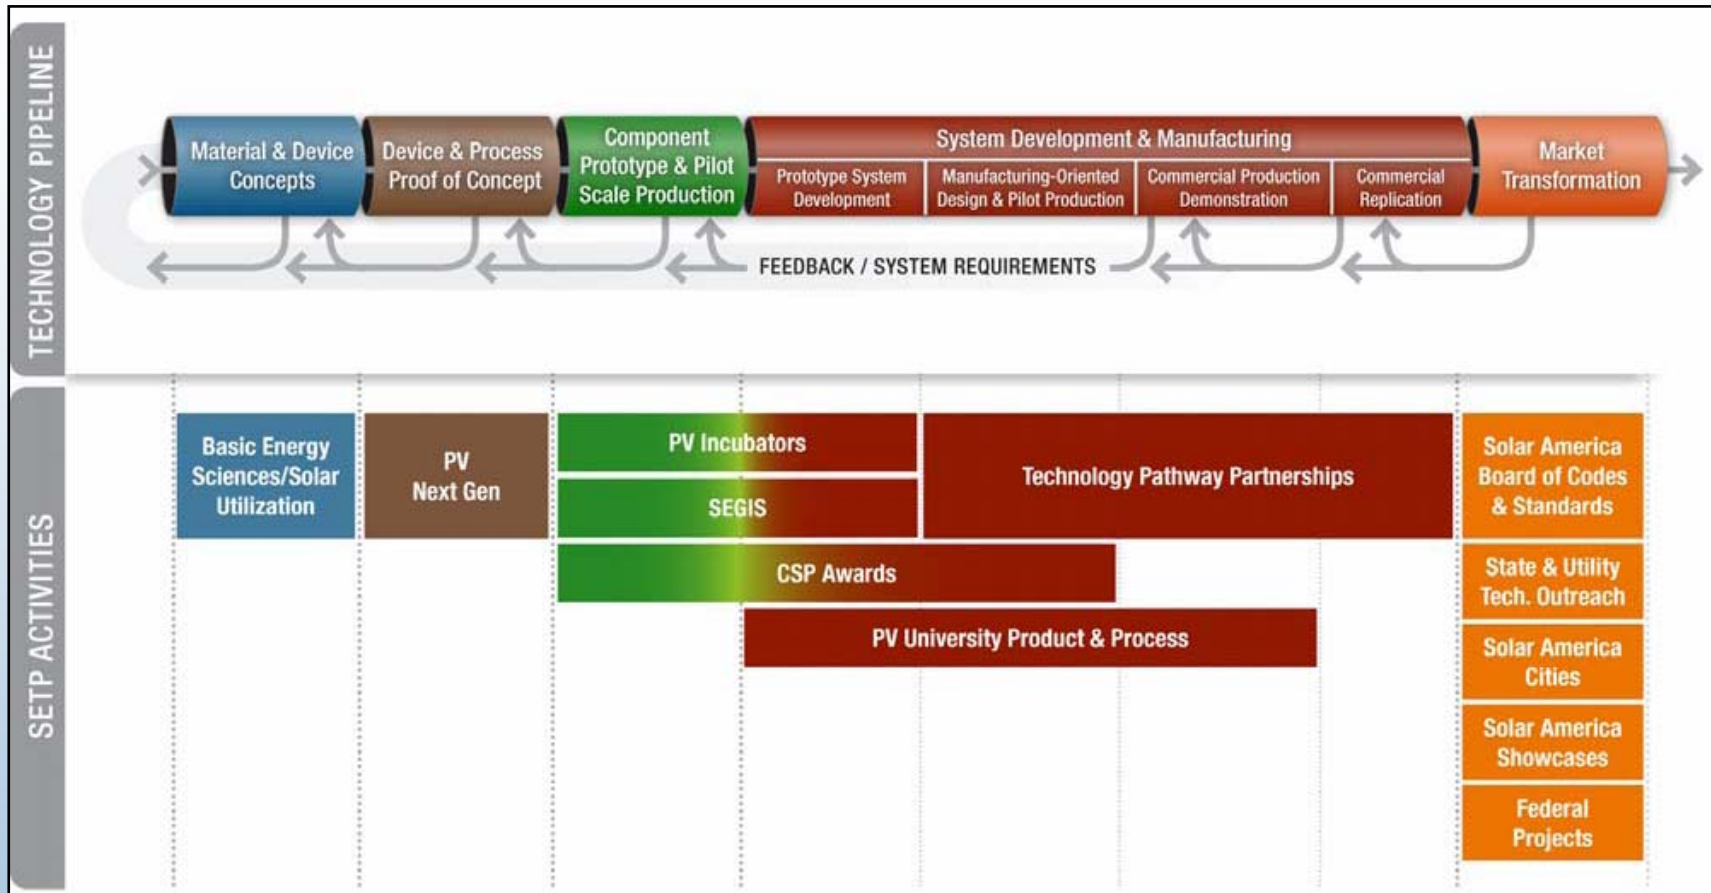 TECHNOLOGY PIPELINE
Material & Device
Concepts
Device & Process
Proof of Concept
Component
Prototype & Pilot
Scale Production
System Development & Manufacturing
Prototype System
Development
Manufacturing-Oriented
Design & Pilot Production
Commercial Production
Demonstration
Commercial
Replication
Market
Transformation
FEEDBACK / SYSTEM REQUIREMENTS
SETP ACTIVITIES
Basic Energy
Sciences/Solar
Utilization
PV
Next Gen
PV Incubators
SEGIS
CSP Awards
PV University Product & Process
Technology Pathway Partnerships
Solar America
Board of Codes
& Standards
State & Utility
Tech. Outreach
Solar America
Cities
Solar America
Showcases
Federal
Projects